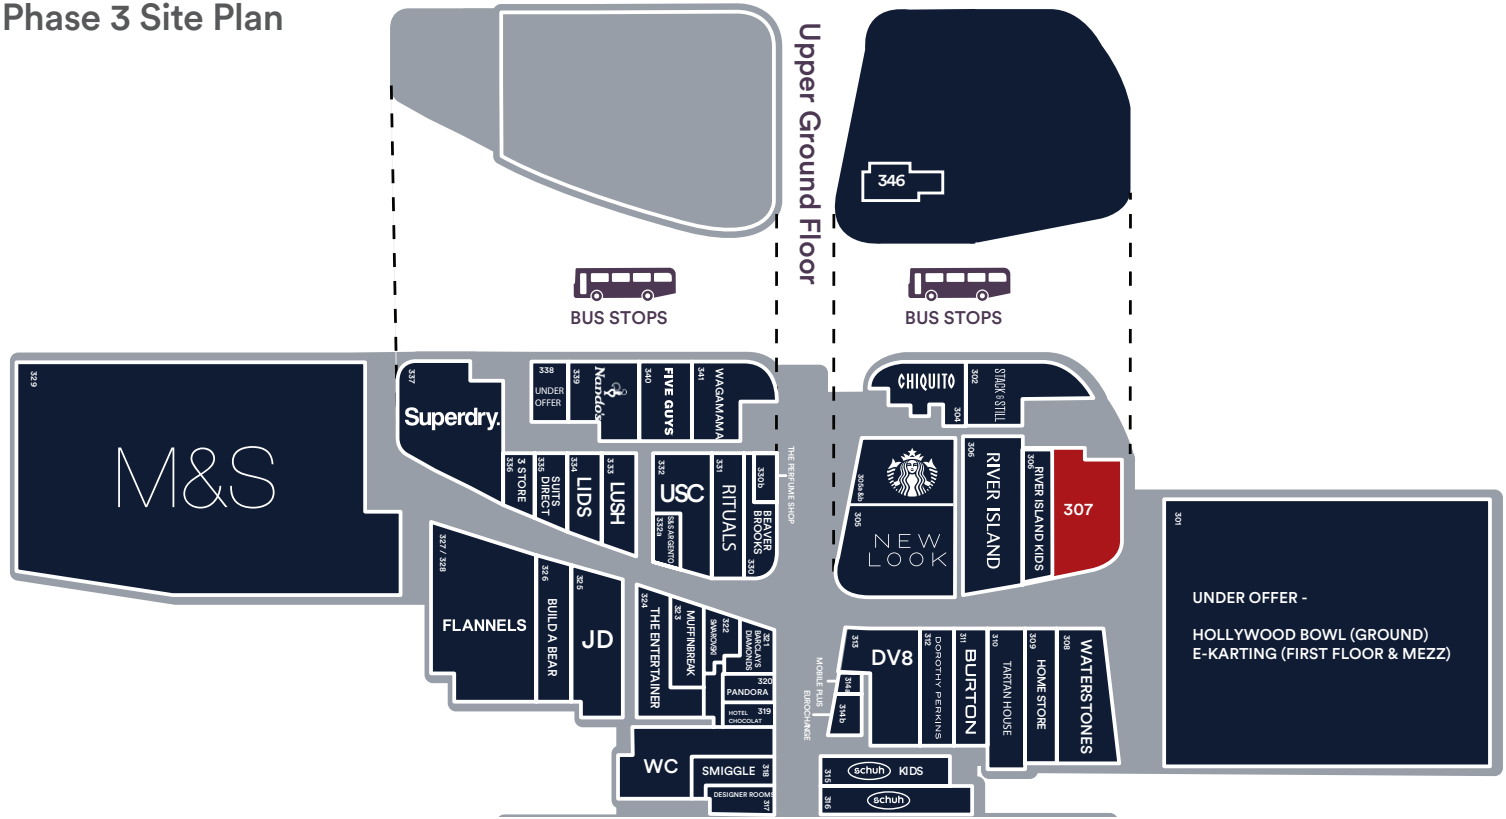 Phase 3 Site Plan
Upper Ground Floor
346
BUS STOPS
BUS STOPS
329
M&S
337
Superdry.
338
UNDER
OFFER
339
Nando's
340
FIVE GUYS
341
WAGAMAMA
CHIQUITO
304
302
STACK & STILL
336
3 STORE
335
SUITS
DIRECT
334
LIDS
333
LUSH
332
USC
332a
S&SARGENTO
331
RITUALS
330b
THE PERFUME SHOP
BEAVER
BROOKS
330
305a&b
305
NEW
LOOK
306
RIVER ISLAND
306
RIVER ISLAND KIDS
307
301
UNDER OFFER -
HOLLYWOOD BOWL (GROUND)
E-KARTING (FIRST FLOOR & MEZZ)
327 / 328
FLANNELS
326
BUILD A BEAR
325
JD
324
THE ENTERTAINER
323
MUFFINBREAK
322
SWAROVSKI
321
BARCLAYS
DIAMONDS
320
PANDORA
HOTEL
CHOCOLAT
319
WC
SMIGGLE
318
DESIGNER ROOMS
317
MOBILE PLUS
EUROCHANGE
313
DV8
314a
314b
312
DOROTHY PERKINS
311
BURTON
310
TARTAN HOUSE
309
HOME STORE
308
WATERSTONES
315
schuh KIDS
316
schuh